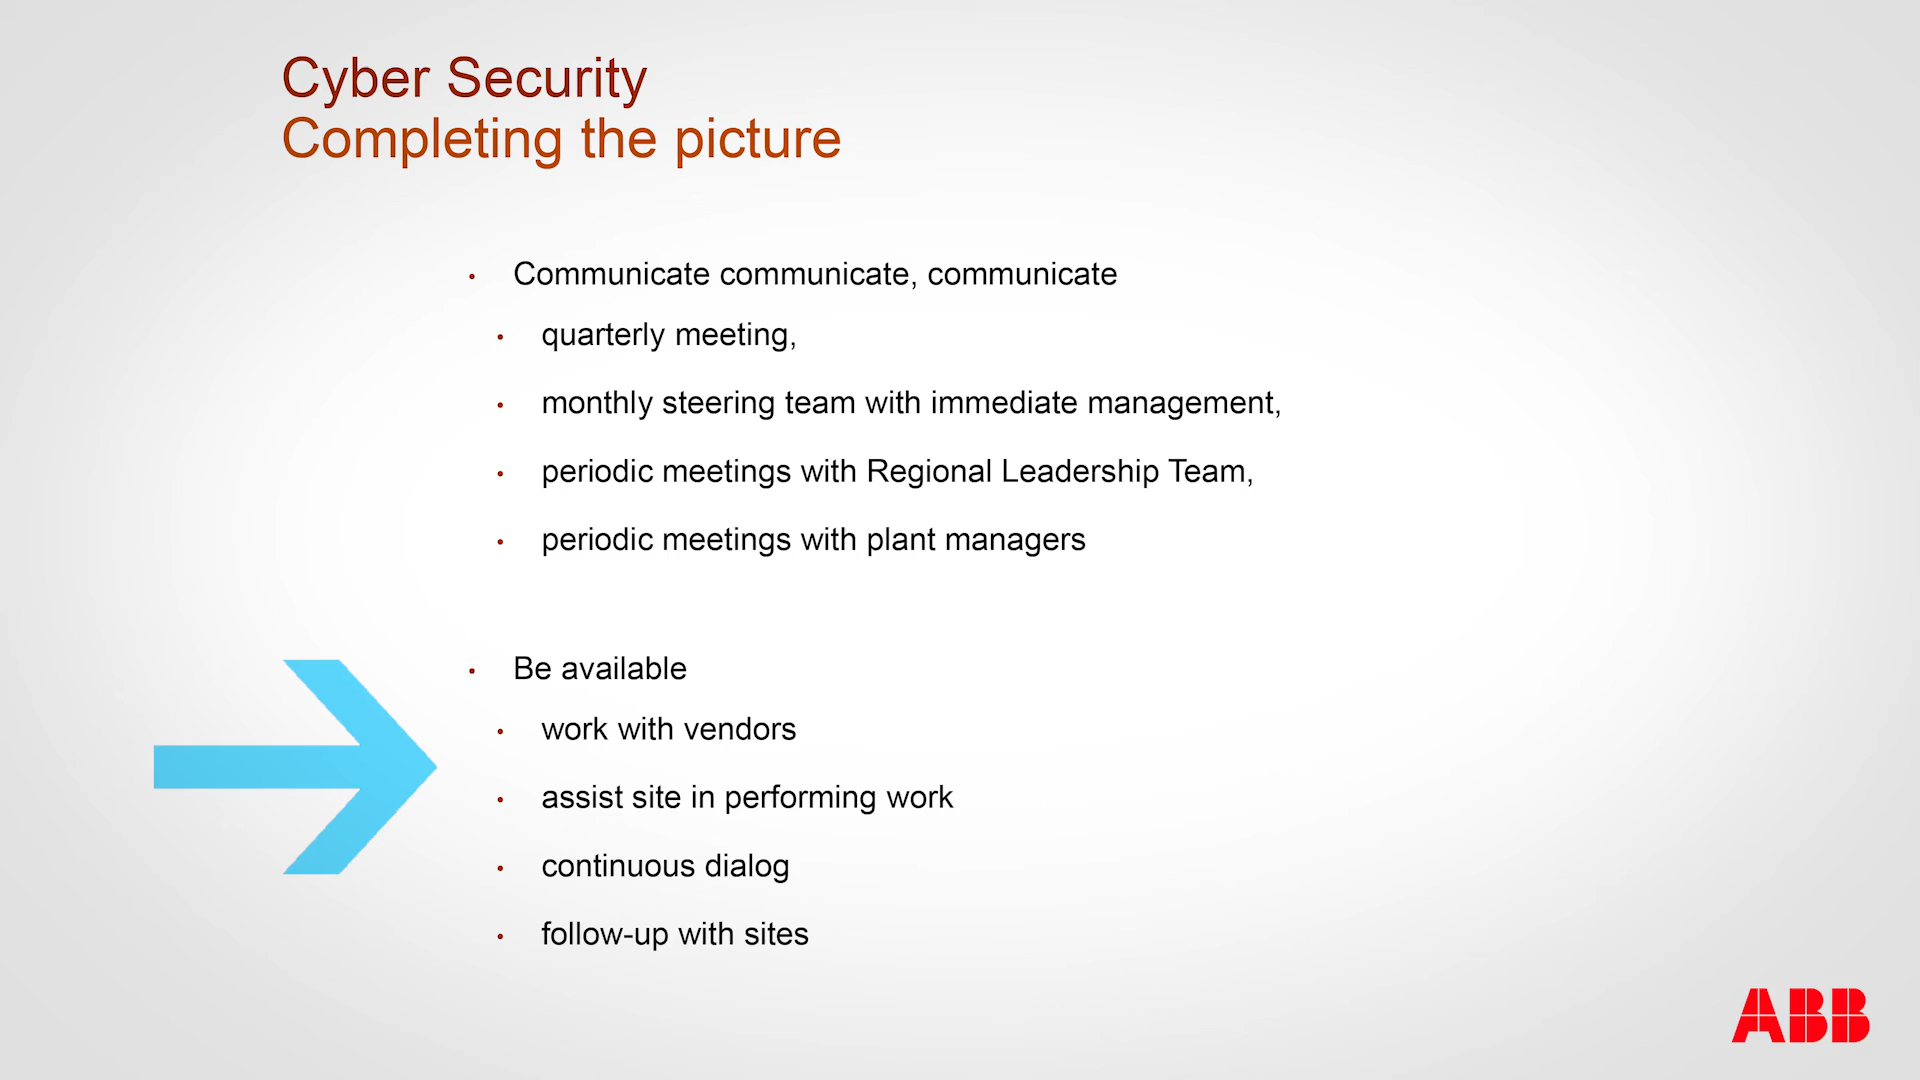 Cyber Security
Completing the picture
• Communicate communicate, communicate
• quarterly meeting,
• monthly steering team with immediate management,
• periodic meetings with Regional Leadership Team,
• periodic meetings with plant managers
• Be available
• work with vendors
• assist site in performing work
• continuous dialog
• follow-up with sites
ABB